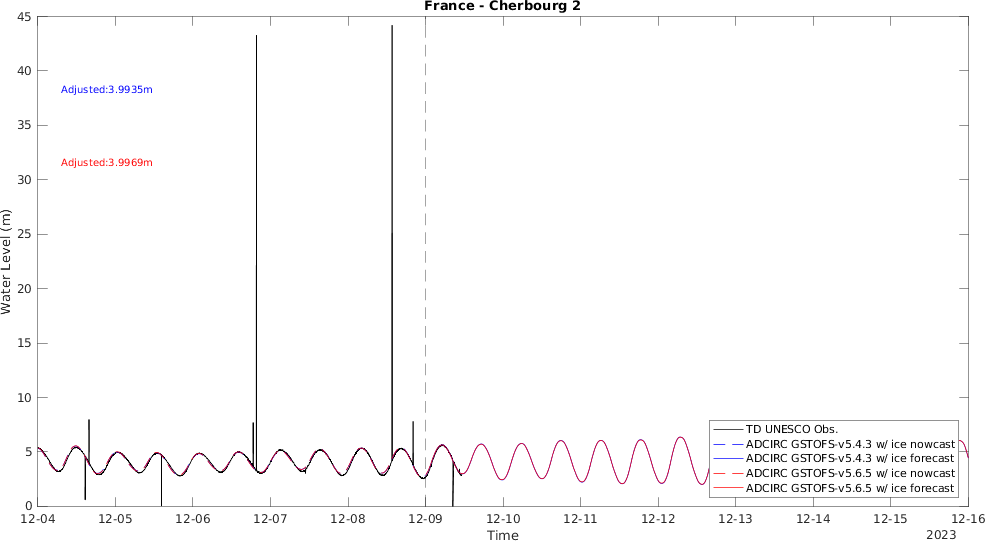 France - Cherbourg 2
45
40
35
30
25
20
15
10
5
0
Water Level (m)
Adjusted:3.9935m
Adjusted:3.9969m
TD UNESCO Obs.
ADCIRC GSTOFS-v5.4.3 w/ ice nowcast
ADCIRC GSTOFS-v5.4.3 w/ ice forecast
ADCIRC GSTOFS-v5.6.5 w/ ice nowcast
ADCIRC GSTOFS-v5.6.5 w/ ice forecast
12-04 12-05 12-06 12-07 12-08 12-09 12-10 12-11 12-12 12-13 12-14 12-15 12-16
Time
2023